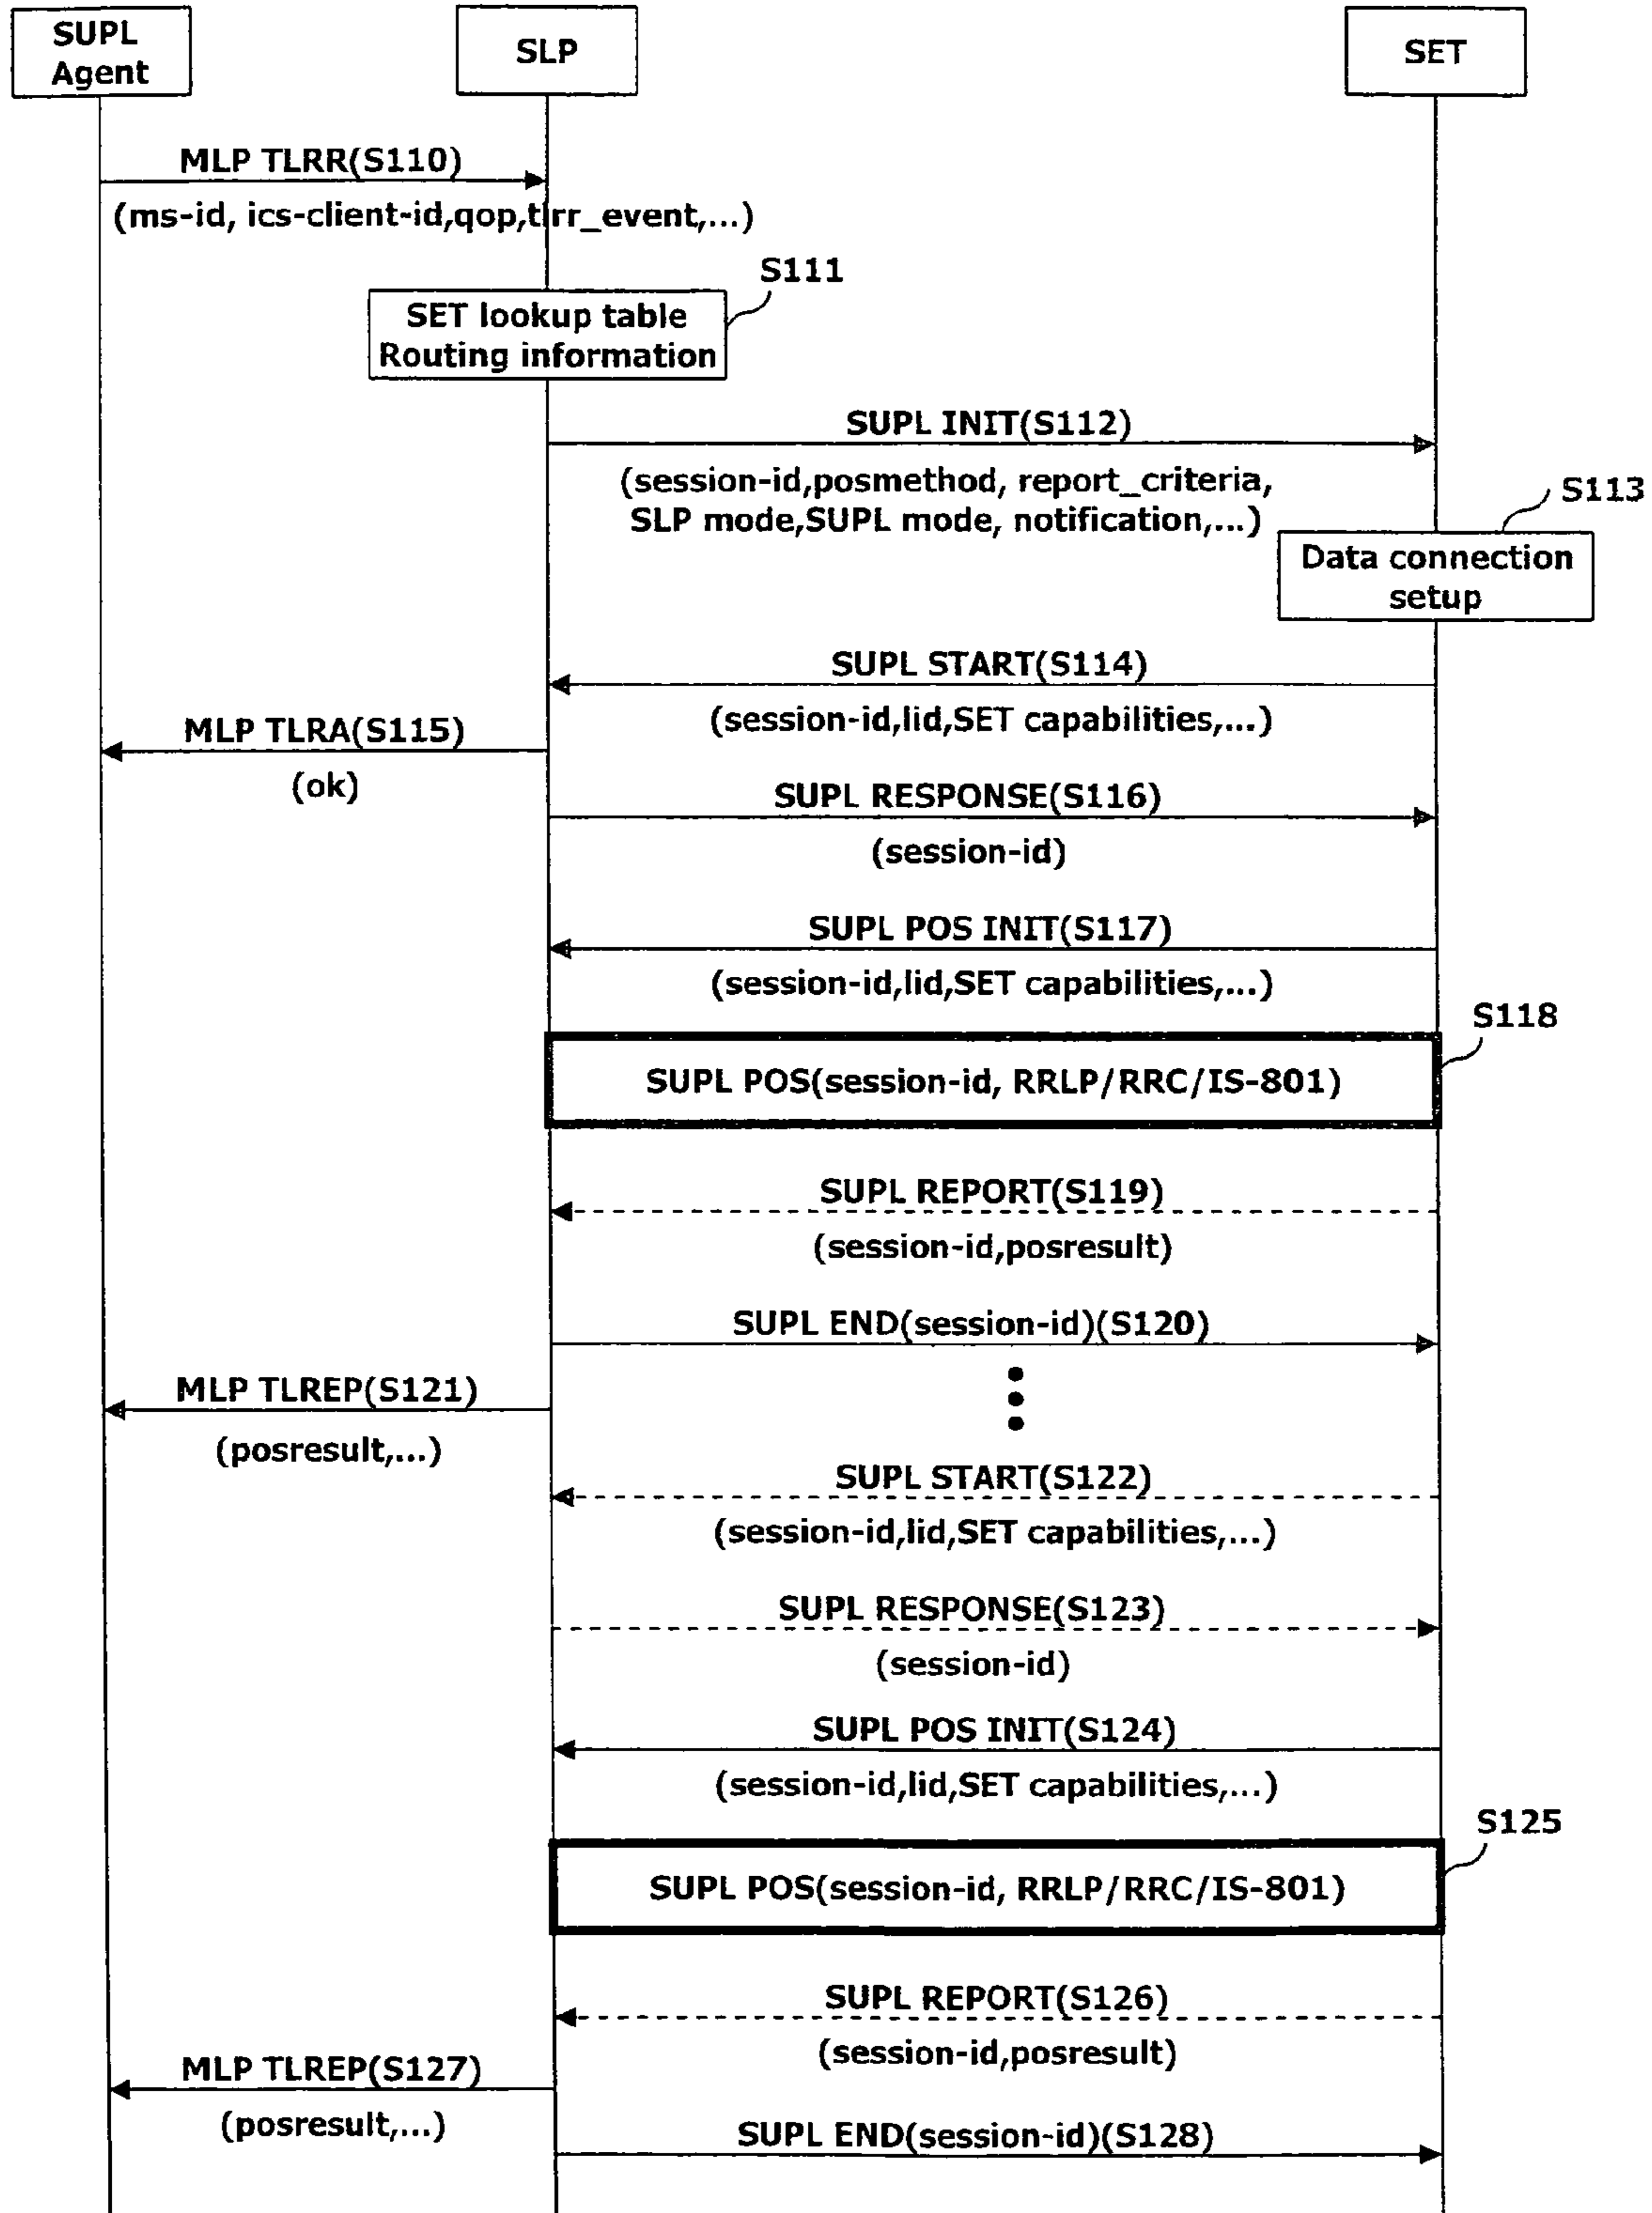 SUPL
Agent
SLP
SET
MLP TLRR(S110)
(ms-id, ics-client-id,qop,tlrr_event,...)
S111
SET lookup table
Routing information
SUPL INIT(S112)
(session-id,posmethod, report_criteria,
SLP mode,SUPL mode, notification,...)
S113
Data connection
setup
SUPL START(S114)
(session-id,lid,SET capabilities,...)
MLP TLRA(S115)
(ok)
SUPL RESPONSE(S116)
(session-id)
SUPL POS INIT(S117)
(session-id,lid,SET capabilities,...)
S118
SUPL POS(session-id, RRLP/RRC/IS-801)
SUPL REPORT(S119)
(session-id,posresult)
SUPL END(session-id)(S120)
MLP TLREP(S121)
(posresult,...)
SUPL START(S122)
(session-id,lid,SET capabilities,...)
SUPL RESPONSE(S123)
(session-id)
SUPL POS INIT(S124)
(session-id,lid,SET capabilities,...)
S125
SUPL POS(session-id, RRLP/RRC/IS-801)
SUPL REPORT(S126)
(session-id,posresult)
MLP TLREP(S127)
(posresult,...)
SUPL END(session-id)(S128)